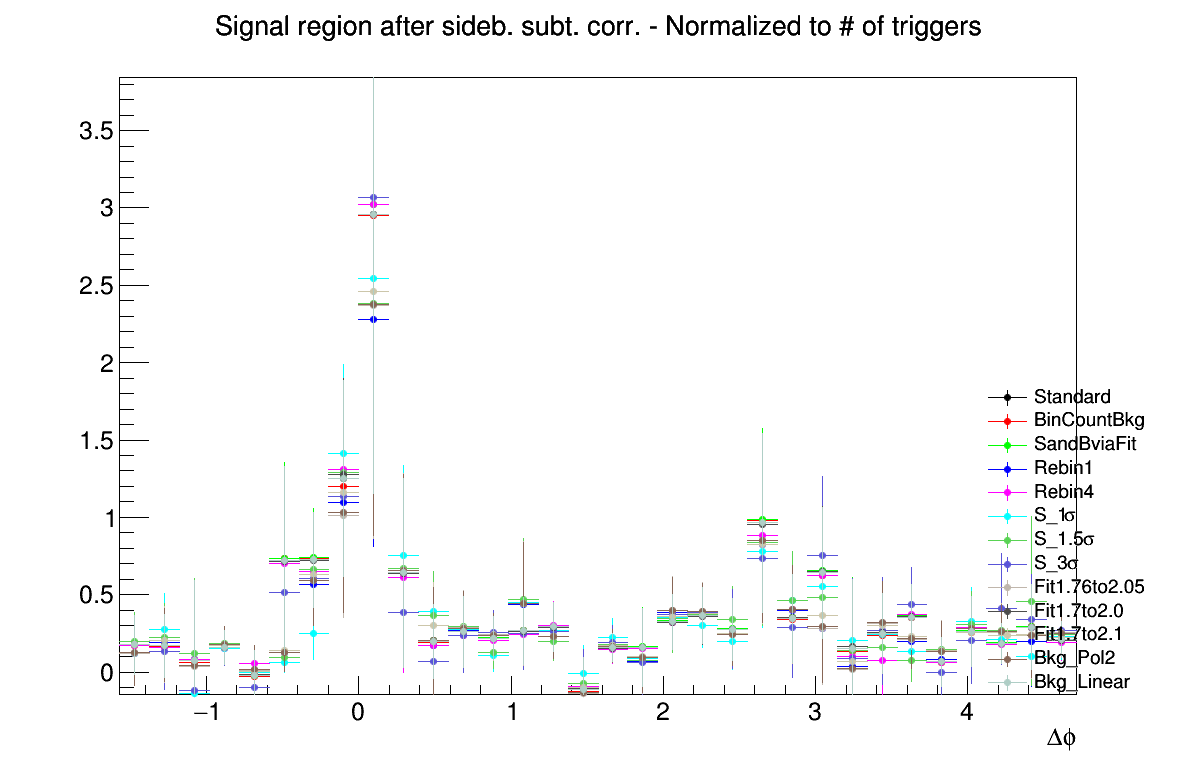 Signal region after sideb. subt. corr. - Normalized to # of triggers
3.5
3
2.5
2
1.5
1
0.5
0
−1 0 1 2 3 4
Δϕ
Standard
BinCountBkg
SandBviaFit
Rebin1
Rebin4
S_1σ
S_1.5σ
S_3σ
Fit1.76to2.05
Fit1.7to2.0
Fit1.7to2.1
Bkg_Pol2
Bkg_Linear